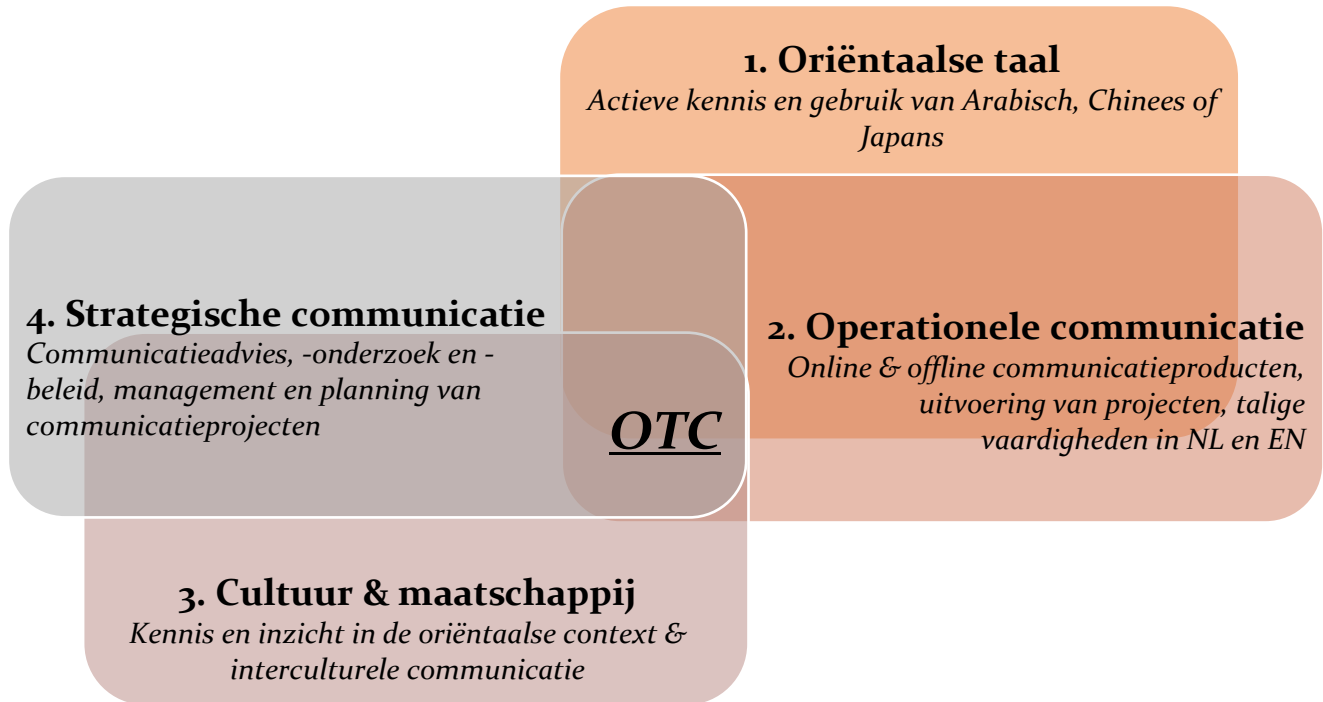 1. Oriëntaalse taal
Actieve kennis en gebruik van Arabisch, Chinees of
Japans
4. Strategische communicatie
Communicatieadvies, -onderzoek en -
beleid, management en planning van
communicatieprojecten
2. Operationele communicatie
Online & offline communicatieproducten,
uitvoering van projecten, talige
vaardigheden in NL en EN
OTC
3. Cultuur & maatschappij
Kennis en inzicht in de oriëntaalse context &
interculturele communicatie